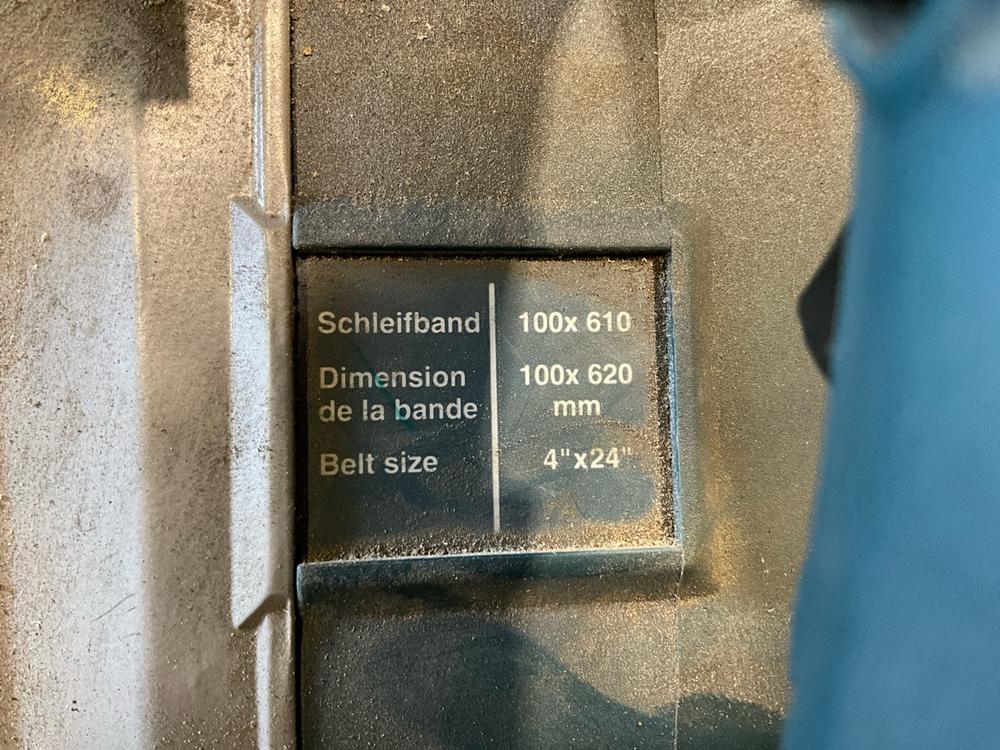 Schleifband 100x 610
Dimension 100x 620
de la bande mm
Belt size 4"x24"